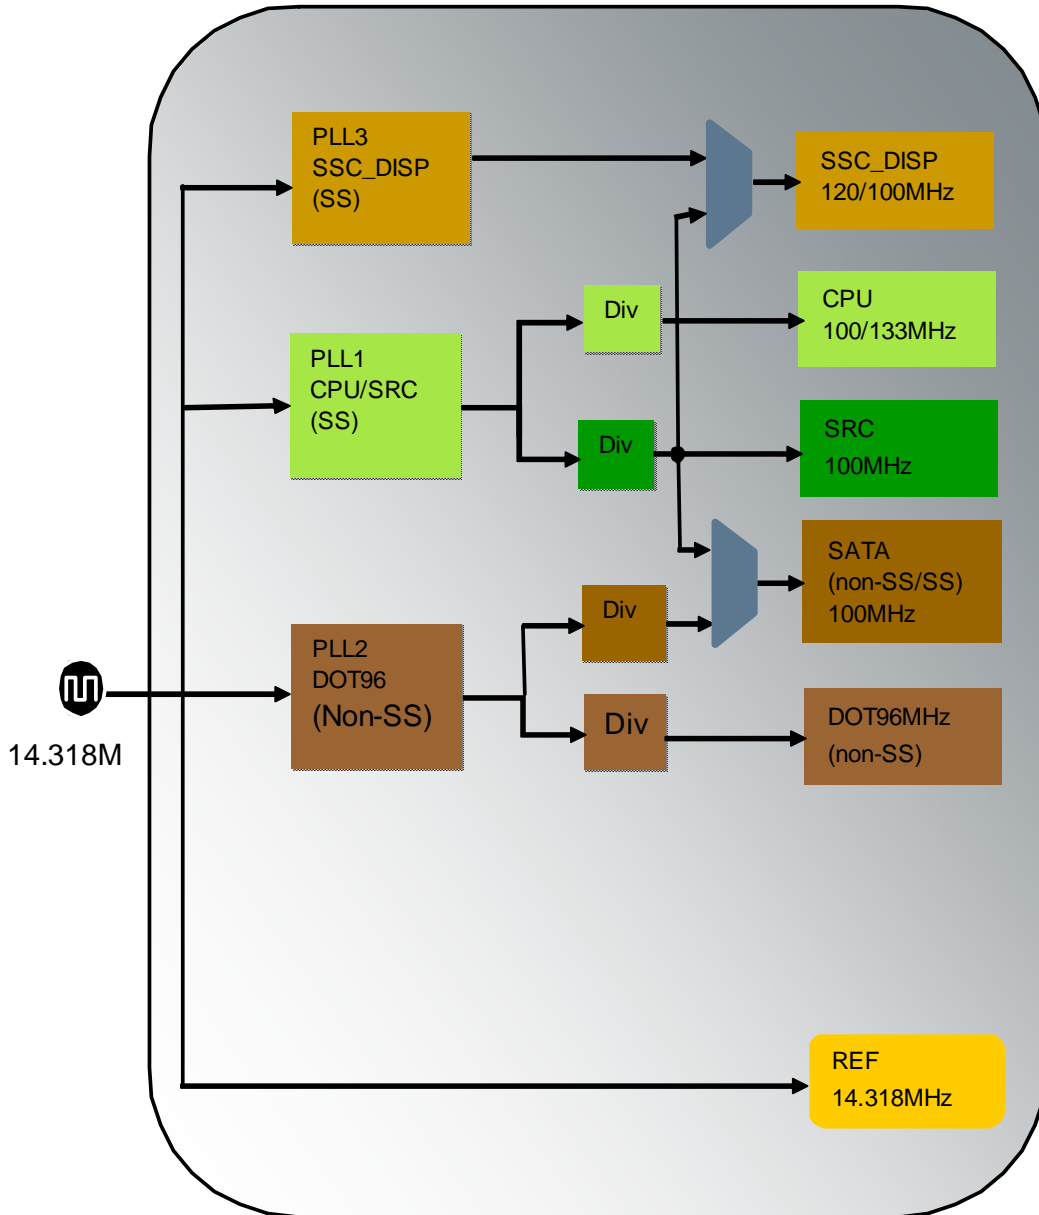 PLL3
SSC_DISP
(SS)
SSC_DISP
120/100MHz
Div
CPU
100/133MHz
PLL1
CPU/SRC
(SS)
Div
SRC
100MHz
SATA
(non-SS/SS)
100MHz
Div
PLL2
DOT96
(Non-SS)
Div
DOT96MHz
(non-SS)
14.318M
REF
14.318MHz